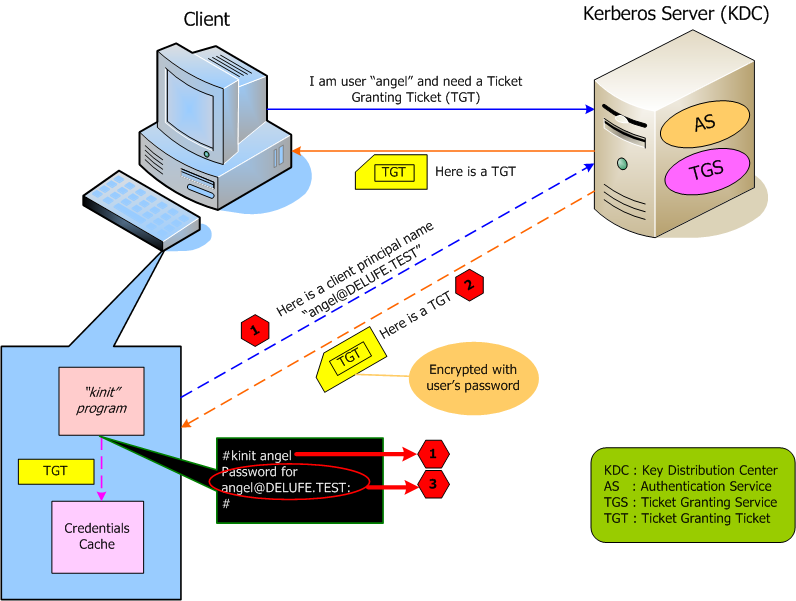 Client
Kerberos Server (KDC)
I am user “angel” and need a Ticket
Granting Ticket (TGT)
AS
TGS
TGT
Here is a TGT
Here is a client principal name
“angel@DELUFE.TEST”
1
2
Here is a TGT
TGT
Encrypted with
user’s password
“kinit”
program
TGT
Credentials
Cache
#kinit angel
Password for
angel@DELUFE.TEST:
#
1
3
KDC : Key Distribution Center
AS : Authentication Service
TGS : Ticket Granting Service
TGT : Ticket Granting Ticket